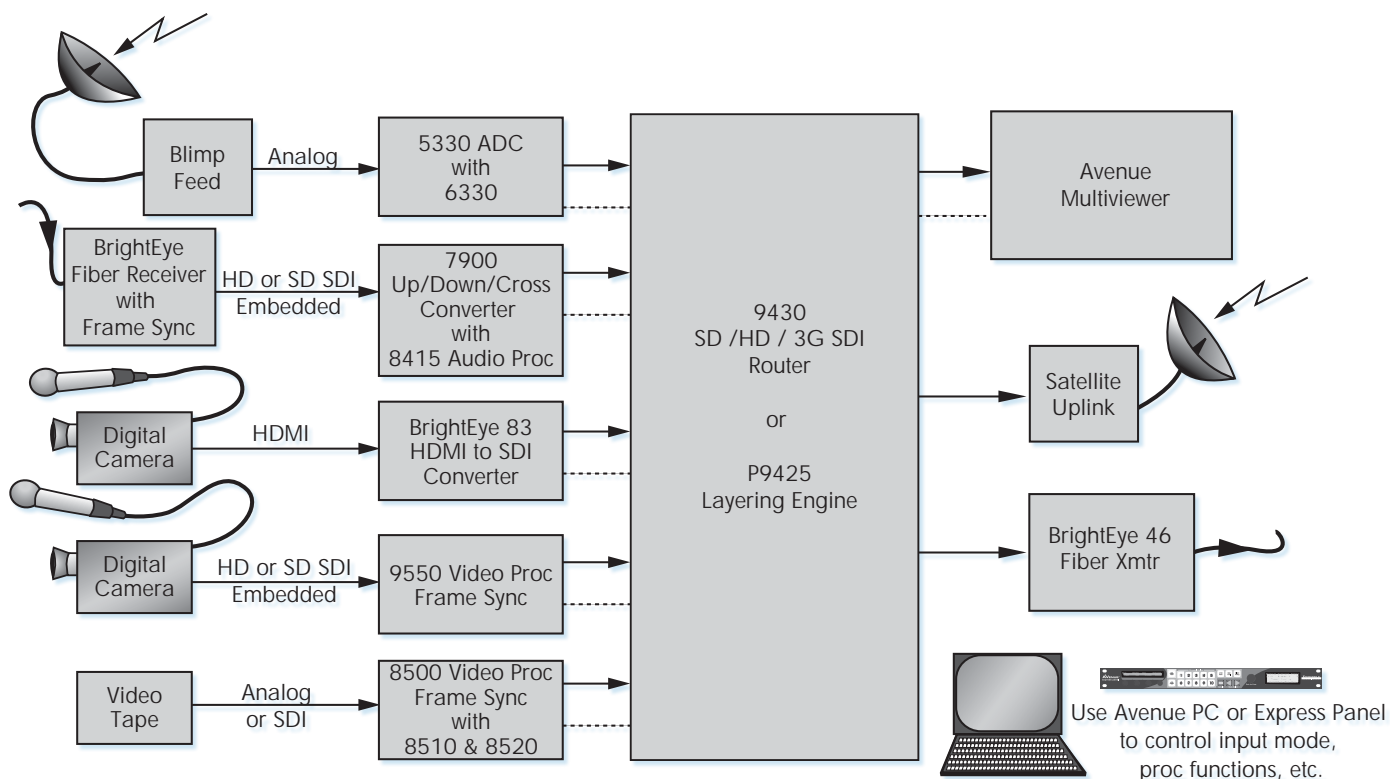 Blimp
Feed
Analog
5330 ADC
with
6330
BrightEye
Fiber Receiver
with
Frame Sync
HD or SD SDI
Embedded
7900
Up/Down/Cross
Converter
with
8415 Audio Proc
Digital
Camera
HDMI
BrightEye 83
HDMI to SDI
Converter
Digital
Camera
HD or SD SDI
Embedded
9550 Video Proc
Frame Sync
Video
Tape
Analog
or SDI
8500 Video Proc
Frame Sync
with
8510 & 8520
9430
SD /HD / 3G SDI
Router
or
P9425
Layering Engine
Avenue
Multiviewer
Satellite
Uplink
BrightEye 46
Fiber Xmtr
Use Avenue PC or Express Panel
to control input mode,
proc functions, etc.